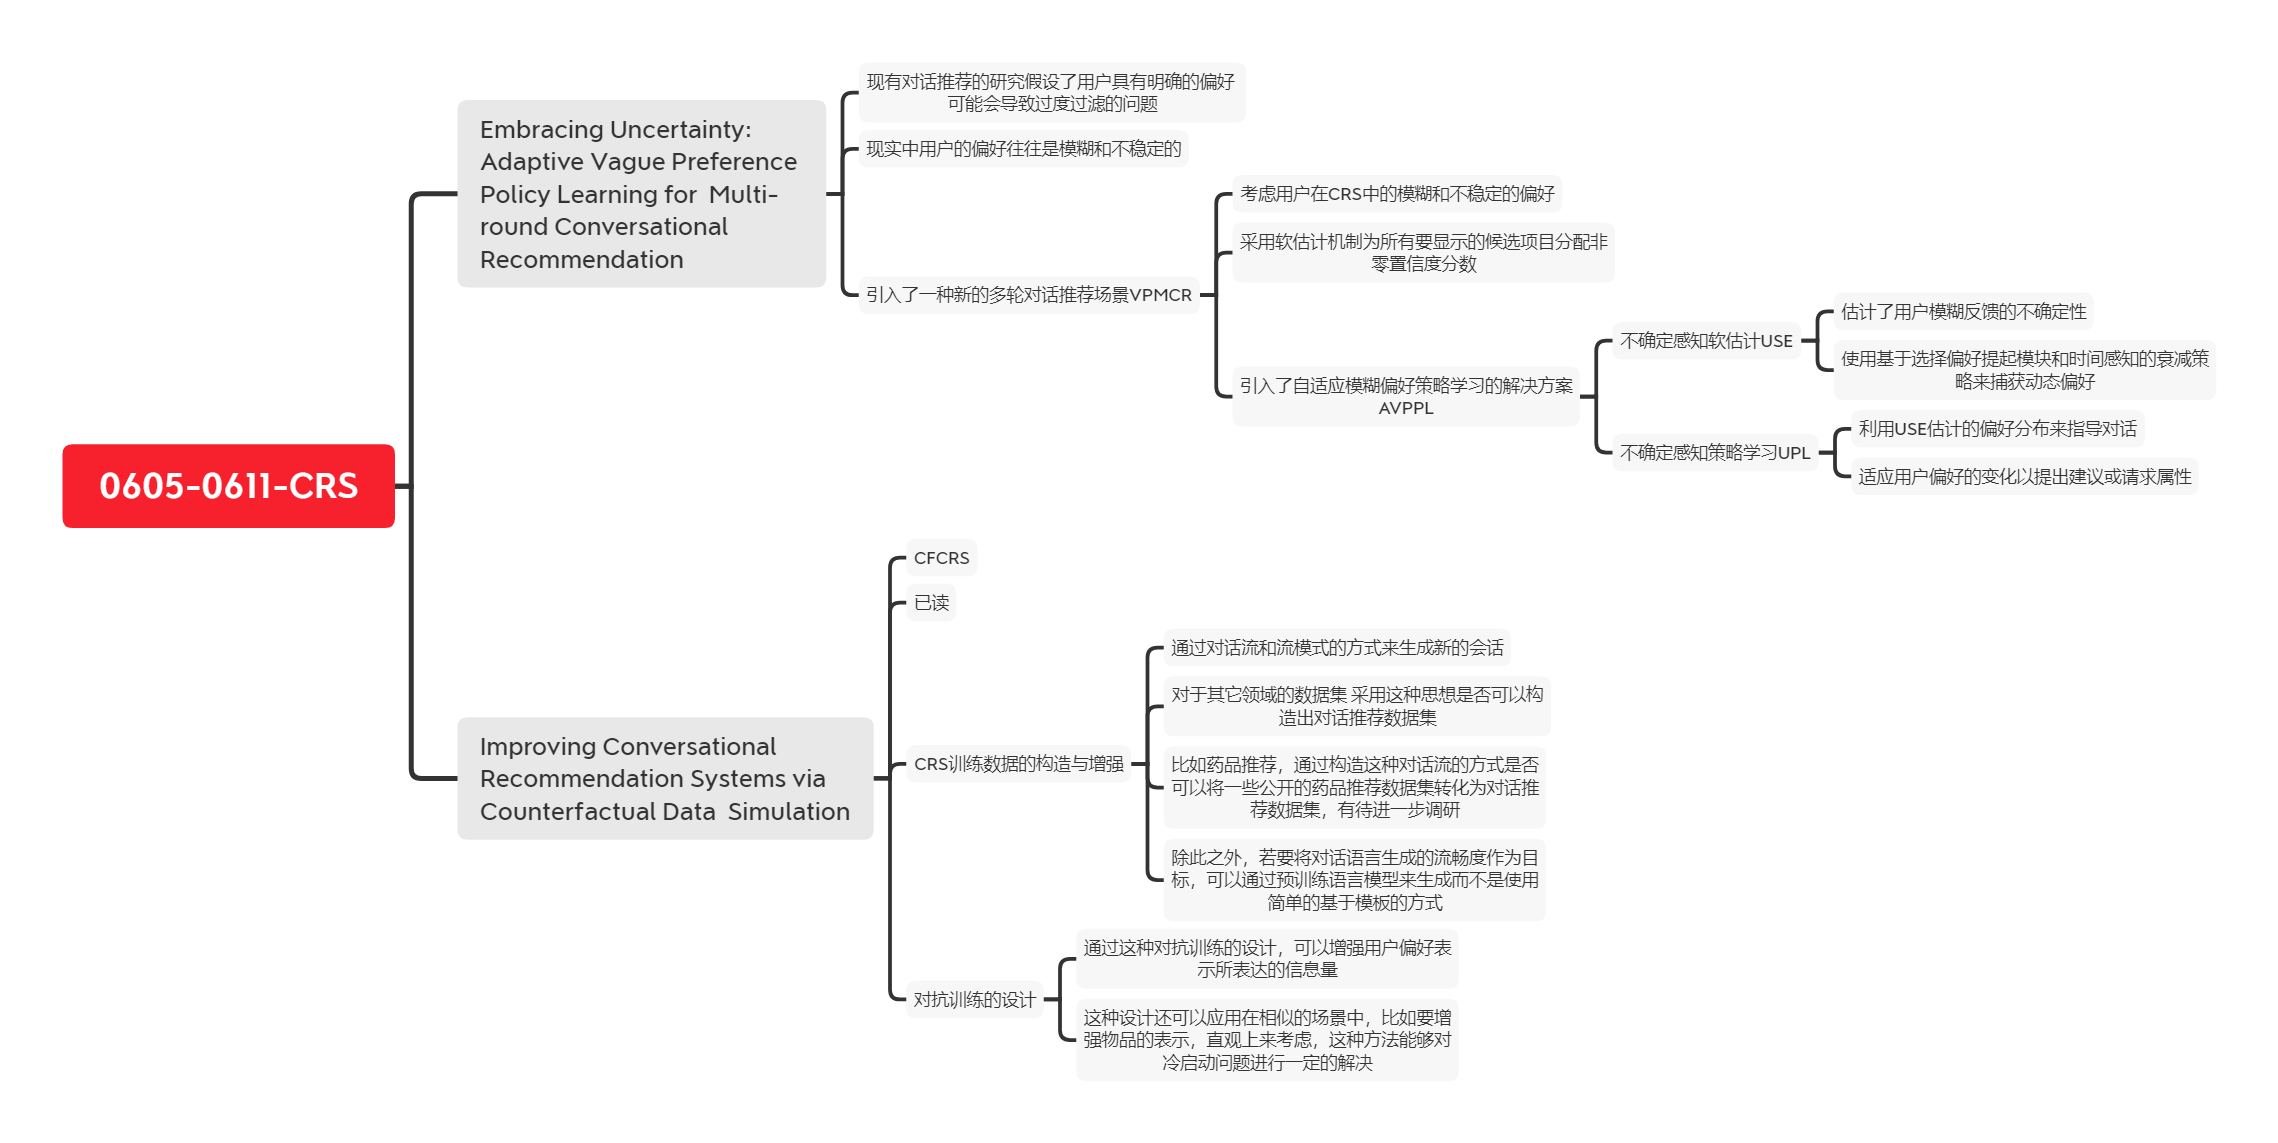 0605-0611-CRS
Embracing Uncertainty:
Adaptive Vague Preference
Policy Learning for  Multi-
round Conversational
Recommendation
现有对话推荐的研究假设了用户具有明确的偏好
可能会导致过度过滤的问题
现实中用户的偏好往往是模糊和不稳定的
引入了一种新的多轮对话推荐场景VPMCR
考虑用户在CRS中的模糊和不稳定的偏好
采用软估计机制为所有要显示的候选项目分配非
零置信度分数
引入了自适应模糊偏好策略学习的解决方案
AVPPL
不确定感知软估计USE
估计了用户模糊反馈的不确定性
使用基于选择偏好提起模块和时间感知的衰减策
略来捕获动态偏好
不确定感知策略学习UPL
利用USE估计的偏好分布来指导对话
适应用户偏好的变化以提出建议或请求属性
Improving Conversational
Recommendation Systems via
Counterfactual Data  Simulation
CFCRS
已读
CRS训练数据的构造与增强
通过对话流和流模式的方式来生成新的会话
对于其它领域的数据集 采用这种思想是否可以构
造出对话推荐数据集
比如药品推荐，通过构造这种对话流的方式是否
可以将一些公开的药品推荐数据集转化为对话推
荐数据集，有待进一步调研
除此之外，若要将对话语言生成的流畅度作为目
标，可以通过预训练语言模型来生成而不是使用
简单的基于模板的方式
对抗训练的设计
通过这种对抗训练的设计，可以增强用户偏好表
示所表达的信息量
这种设计还可以应用在相似的场景中，比如要增
强物品的表示，直观上来考虑，这种方法能够对
冷启动问题进行一定的解决